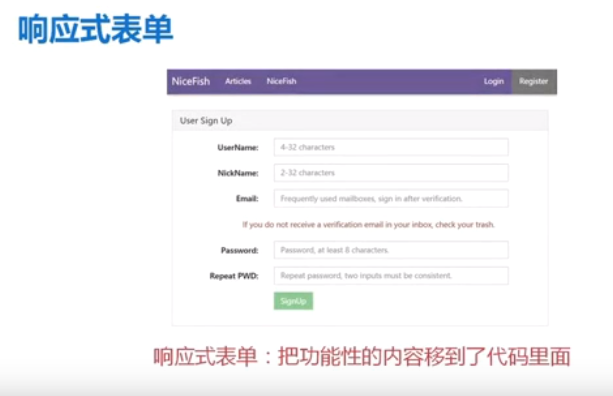 响应式表单
NiceFish Articles NiceFish Login Register
User Sign Up
UserName: 4-32 characters
NickName: 2-32 characters
Email: Frequently used mailboxes, sign in after verification.
If you do not receive a verification email in your inbox, check your trash.
Password: Password, at least 8 characters.
Repeat PWD: Repeat password, two inputs must be consistent.
SignUp
响应式表单：把功能性的内容移到了代码里面